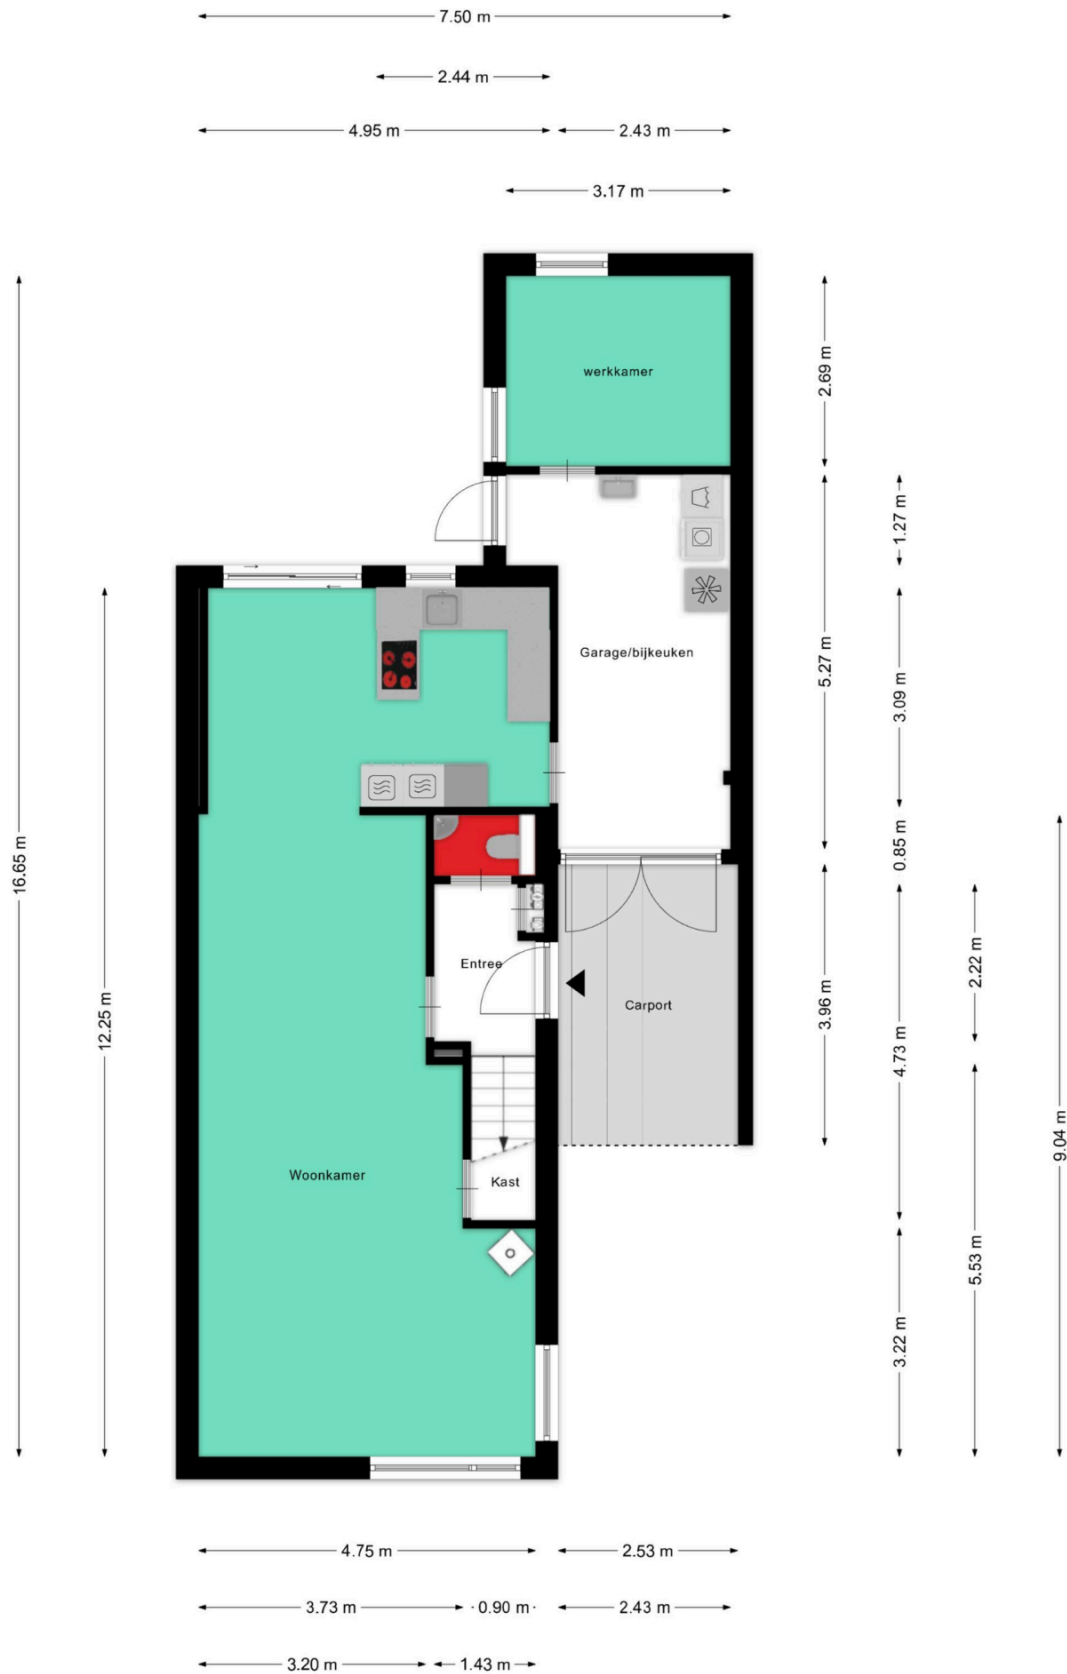 7.50 m
2.44 m
4.95 m 2.43 m
3.17 m
werkkamer
2.69 m
1.27 m
Garage/bijkeuken
5.27 m
3.09 m
16.65 m
0.85 m
12.25 m
Entree
2.22 m
Carport
3.96 m
4.73 m
9.04 m
Woonkamer
Kast
5.53 m
3.22 m
4.75 m 2.53 m
3.73 m 0.90 m 2.43 m
3.20 m 1.43 m